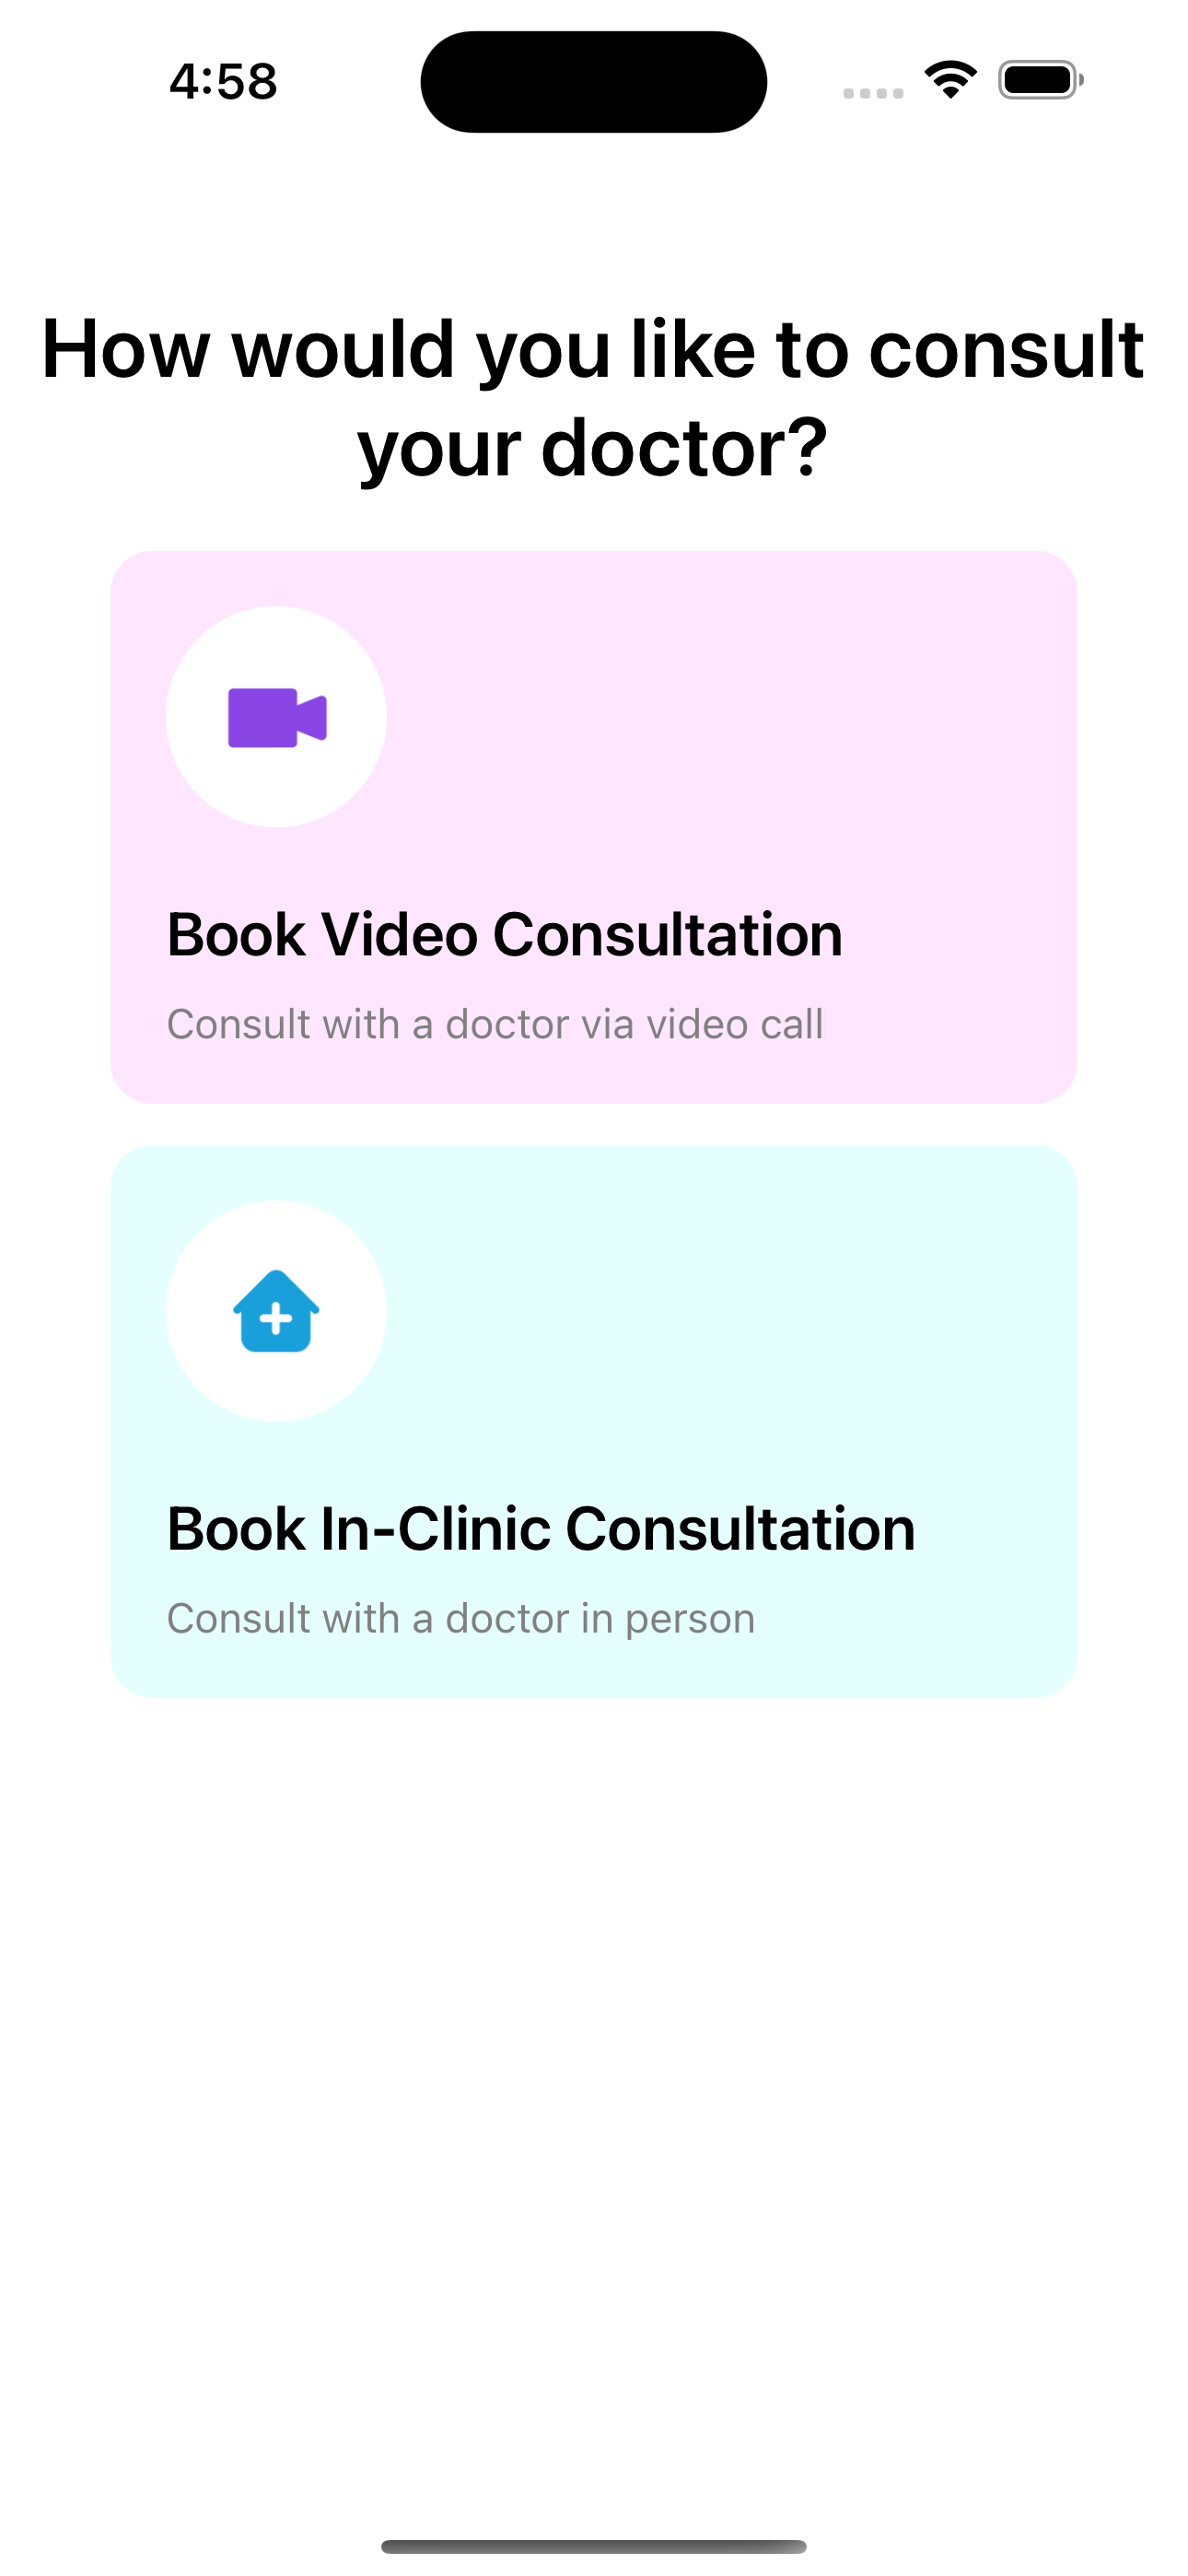 4:58
How would you like to consult
your doctor?
Book Video Consultation
Consult with a doctor via video call
Book In-Clinic Consultation
Consult with a doctor in person